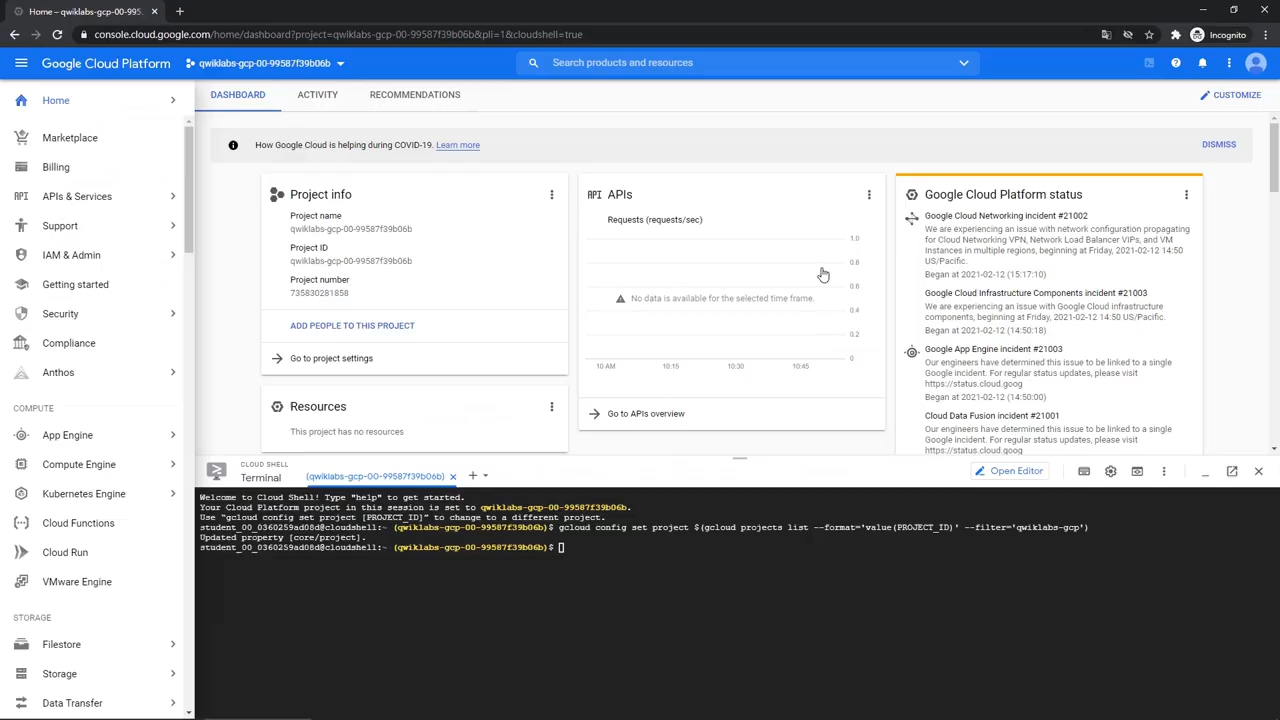 Home – qwiklabs-gcp-00-995
console.cloud.google.com/home/dashboard?project=qwiklabs-gcp-00-99587f39b06b&pli=1&cloudshell=true
Incognito
Google Cloud Platform
qwiklabs-gcp-00-99587f39b06b
Search products and resources
Home
Marketplace
Billing
API APIs & Services
Support
IAM & Admin
Getting started
Security
Compliance
Anthos
COMPUTE
App Engine
Compute Engine
Kubernetes Engine
Cloud Functions
Cloud Run
VMware Engine
STORAGE
Filestore
Storage
Data Transfer
DASHBOARD
ACTIVITY
RECOMMENDATIONS
CUSTOMIZE
How Google Cloud is helping during COVID-19. Learn more
DISMISS
Project info
Project name
qwiklabs-gcp-00-99587f39b06b
Project ID
qwiklabs-gcp-00-99587f39b06b
Project number
735830281858
ADD PEOPLE TO THIS PROJECT
Go to project settings
Resources
This project has no resources
API APIs
Requests (requests/sec)
1.0
0.8
0.6
0.4
0.2
0
No data is available for the selected time frame.
10 AM
10:15
10:30
10:45
Go to APIs overview
Google Cloud Platform status
Google Cloud Networking incident #21002
We are experiencing an issue with network configuration propagating
for Cloud Networking VPN, Network Load Balancer VIPs, and VM
Instances in multiple regions, beginning at Friday, 2021-02-12 14:50
US/Pacific.
Began at 2021-02-12 (15:17:10)
Google Cloud Infrastructure Components incident #21003
We are experiencing an issue with Google Cloud infrastructure
components, beginning at Friday, 2021-02-12 14:50 US/Pacific.
Began at 2021-02-12 (14:50:18)
Google App Engine incident #21003
Our engineers have determined this issue to be linked to a single
Google incident. For regular status updates, please visit
https://status.cloud.goog
Began at 2021-02-12 (14:50:00)
Cloud Data Fusion incident #21001
Our engineers have determined this issue to be linked to a single
Google incident. For regular status updates, please visit
https://status.cloud.goog
CLOUD SHELL
Terminal
(qwiklabs-gcp-00-99587f39b06b)
Open Editor
Welcome to Cloud Shell! Type "help" to get started.
Your Cloud Platform project in this session is set to qwiklabs-gcp-00-99587f39b06b.
Use "gcloud config set project [PROJECT_ID]" to change to a different project.
student_00_0360259ad08d@cloudshell:~ (qwiklabs-gcp-00-99587f39b06b)$ gcloud config set project $(gcloud projects list --format='value(PROJECT_ID)' --filter='qwiklabs-gcp')
Updated property [core/project].
student_00_0360259ad08d@cloudshell:~ (qwiklabs-gcp-00-99587f39b06b)$